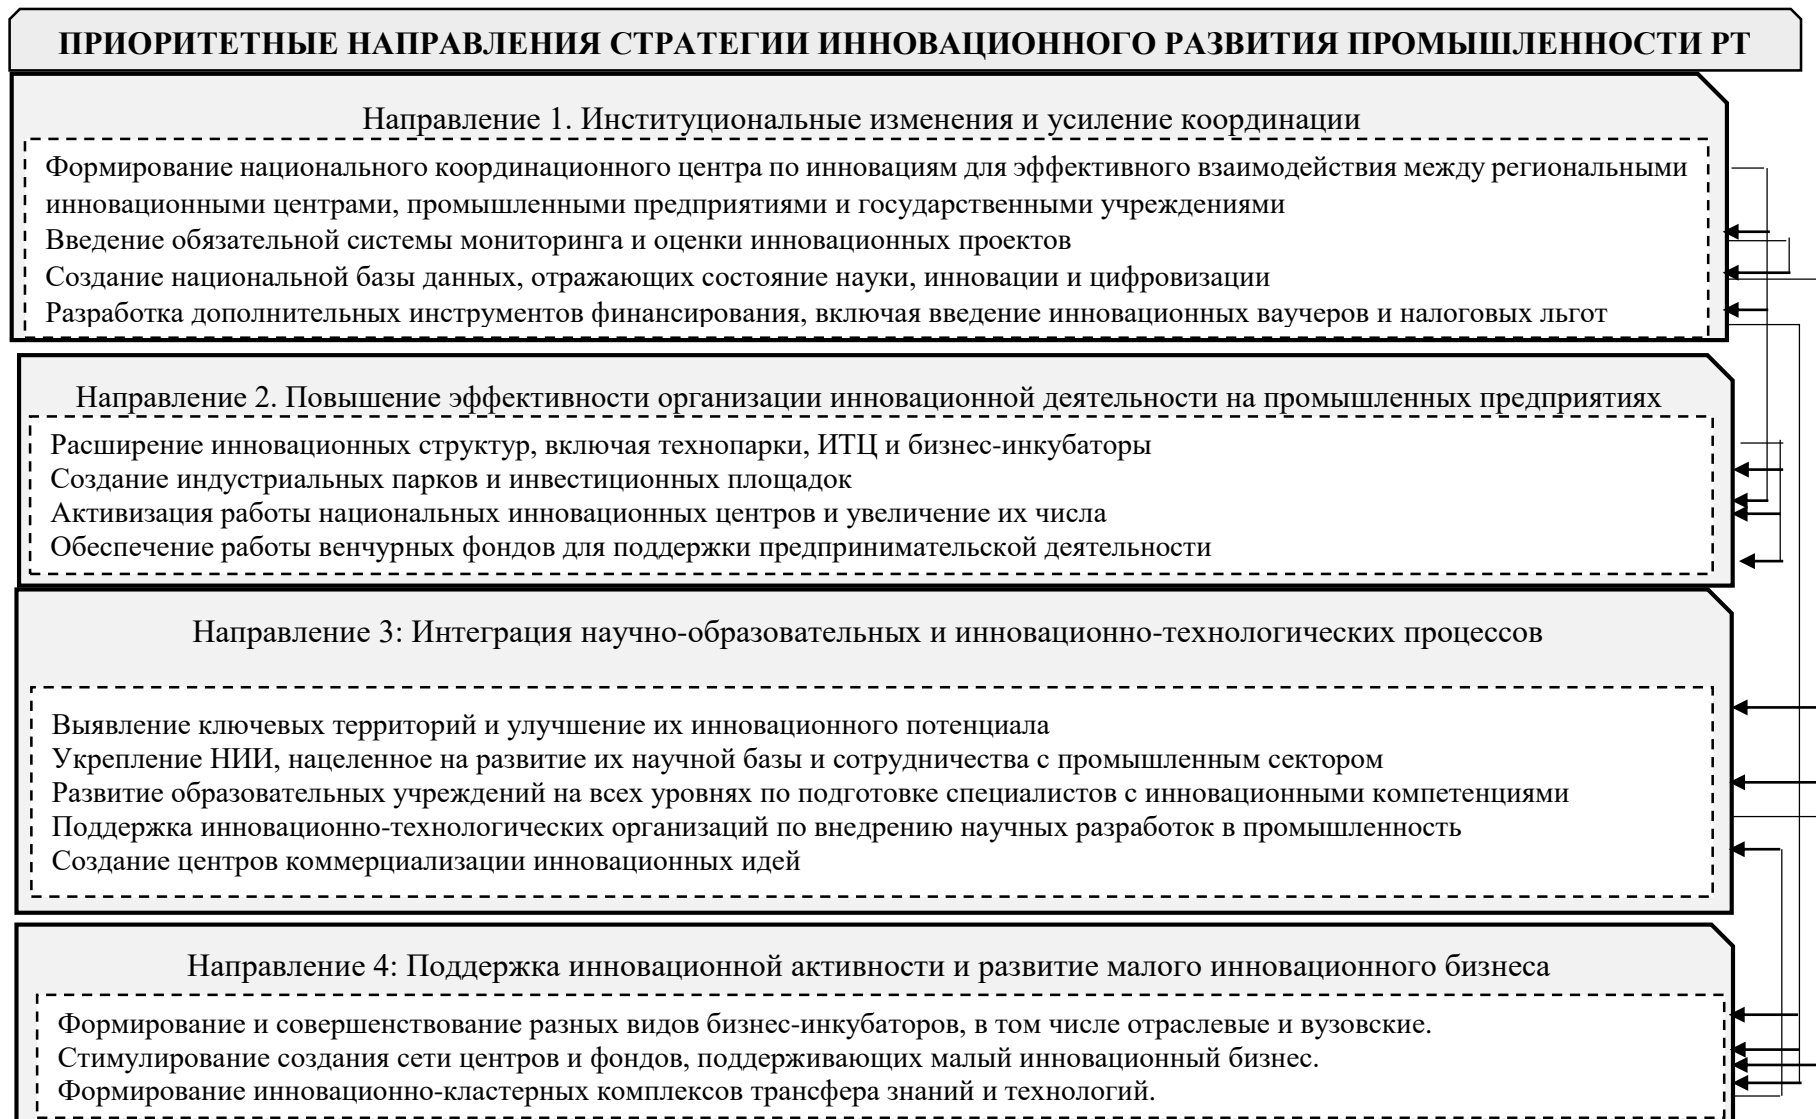 ПРИОРИТЕТНЫЕ НАПРАВЛЕНИЯ СТРАТЕГИИ ИННОВАЦИОННОГО РАЗВИТИЯ ПРОМЫШЛЕННОСТИ РТ
Направление 1. Институциональные изменения и усиление координации
Формирование национального координационного центра по инновациям для эффективного взаимодействия между региональными
инновационными центрами, промышленными предприятиями и государственными учреждениями
Введение обязательной системы мониторинга и оценки инновационных проектов
Создание национальной базы данных, отражающих состояние науки, инновации и цифровизации
Разработка дополнительных инструментов финансирования, включая введение инновационных ваучеров и налоговых льгот
Направление 2. Повышение эффективности организации инновационной деятельности на промышленных предприятиях
Расширение инновационных структур, включая технопарки, ИТЦ и бизнес-инкубаторы
Создание индустриальных парков и инвестиционных площадок
Активизация работы национальных инновационных центров и увеличение их числа
Обеспечение работы венчурных фондов для поддержки предпринимательской деятельности
Направление 3: Интеграция научно-образовательных и инновационно-технологических процессов
Выявление ключевых территорий и улучшение их инновационного потенциала
Укрепление НИИ, нацеленное на развитие их научной базы и сотрудничества с промышленным сектором
Развитие образовательных учреждений на всех уровнях по подготовке специалистов с инновационными компетенциями
Поддержка инновационно-технологических организаций по внедрению научных разработок в промышленность
Создание центров коммерциализации инновационных идей
Направление 4: Поддержка инновационной активности и развитие малого инновационного бизнеса
Формирование и совершенствование разных видов бизнес-инкубаторов, в том числе отраслевые и вузовские.
Стимулирование создания сети центров и фондов, поддерживающих малый инновационный бизнес.
Формирование инновационно-кластерных комплексов трансфера знаний и технологий.